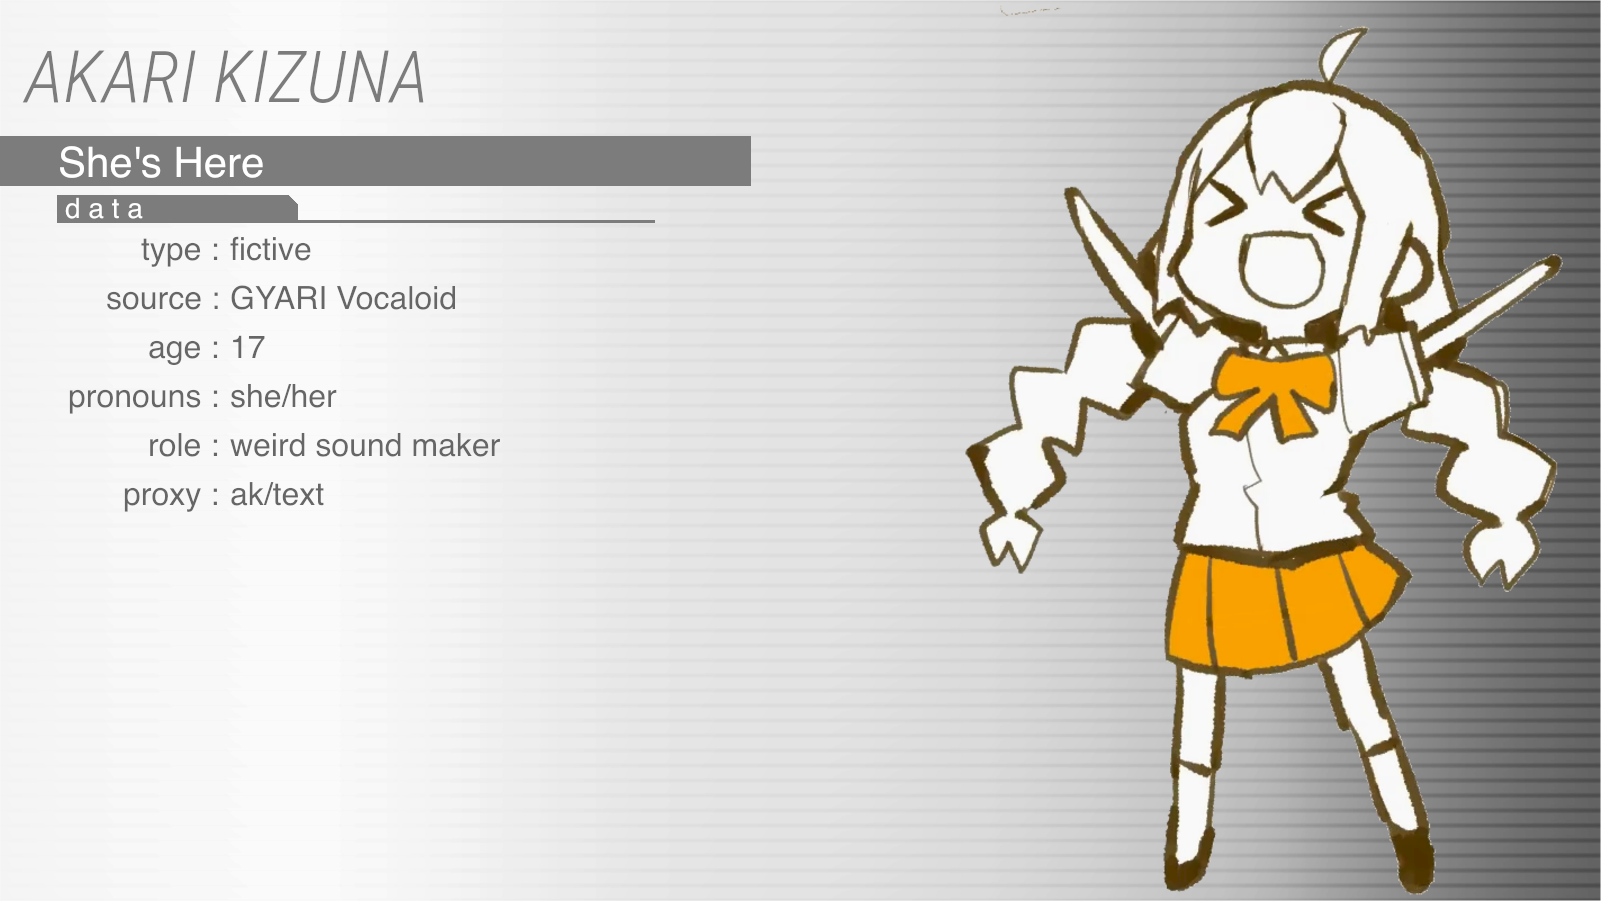 AKARI KIZUNA
She's Here
data
type : fictive
source : GYARI Vocaloid
age : 17
pronouns : she/her
role : weird sound maker
proxy : ak/text